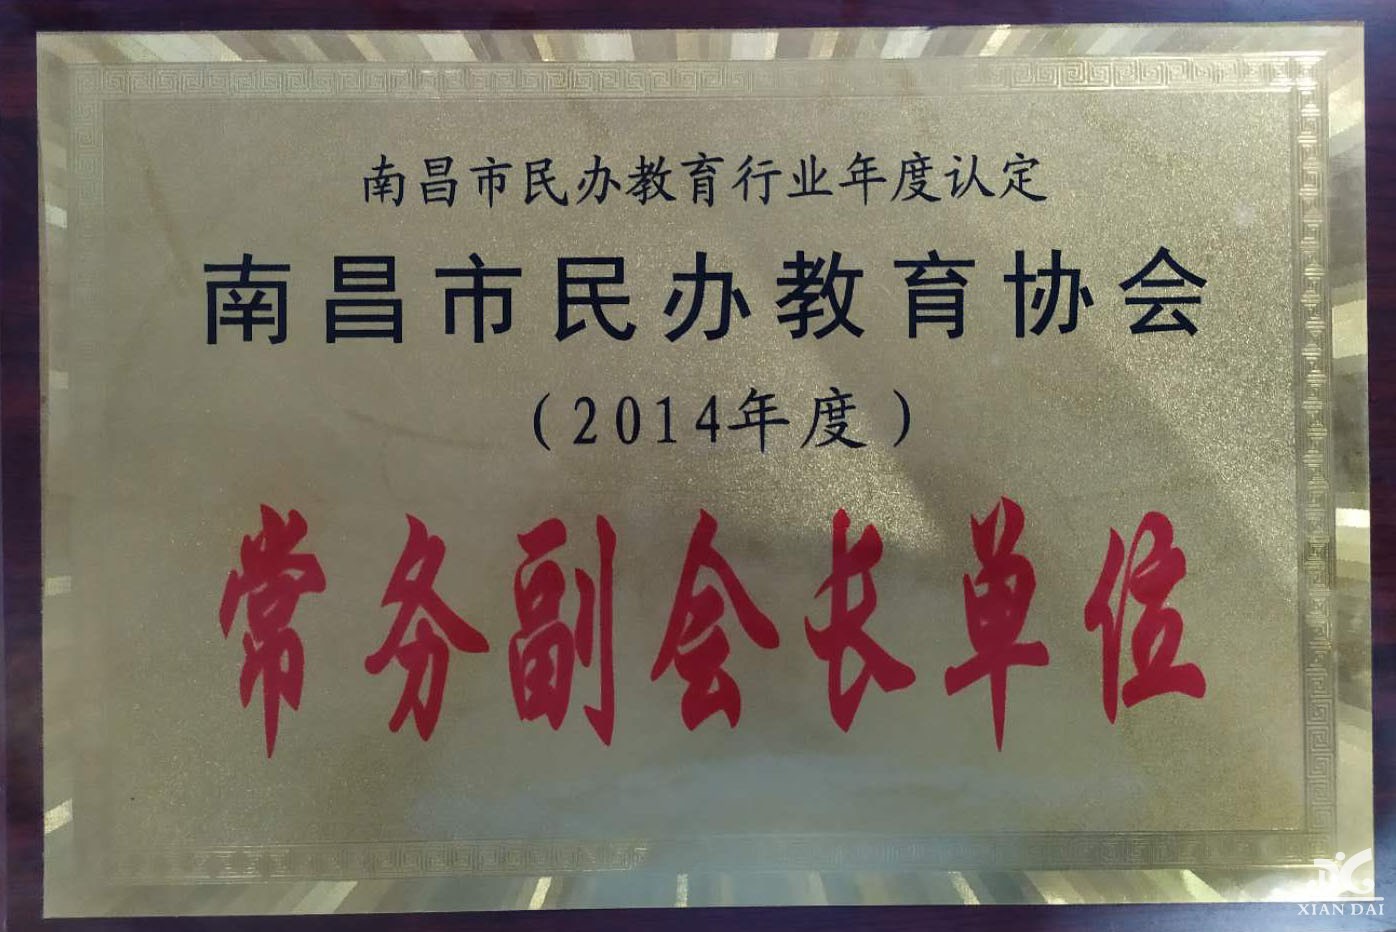 南昌市民办教育行业年度认定
南昌市民办教育协会
（2014年度）
常务副会长单位
XIAN DAI